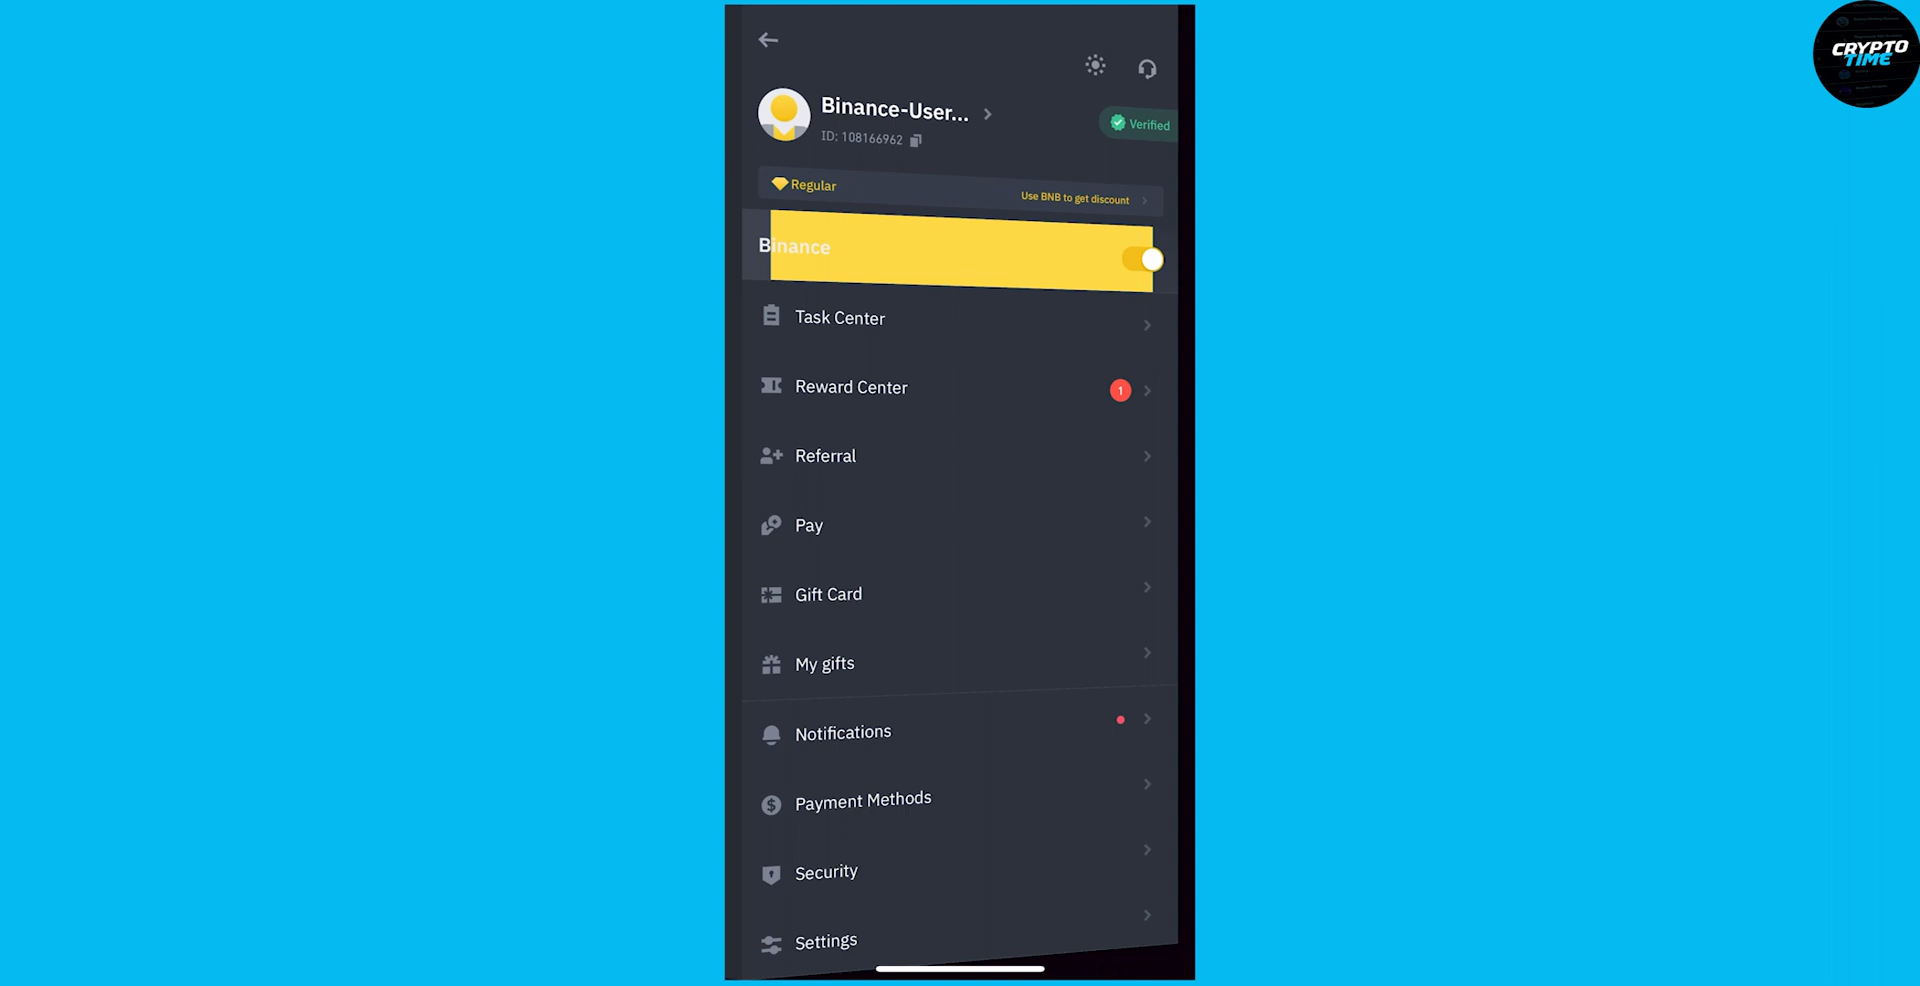 CRYPTO
TIME
Binance-User...
ID: 108166962
Verified
Regular
Use BNB to get discount
Binance
Task Center
Reward Center
1
Referral
Pay
Gift Card
My gifts
Notifications
Payment Methods
Security
Settings